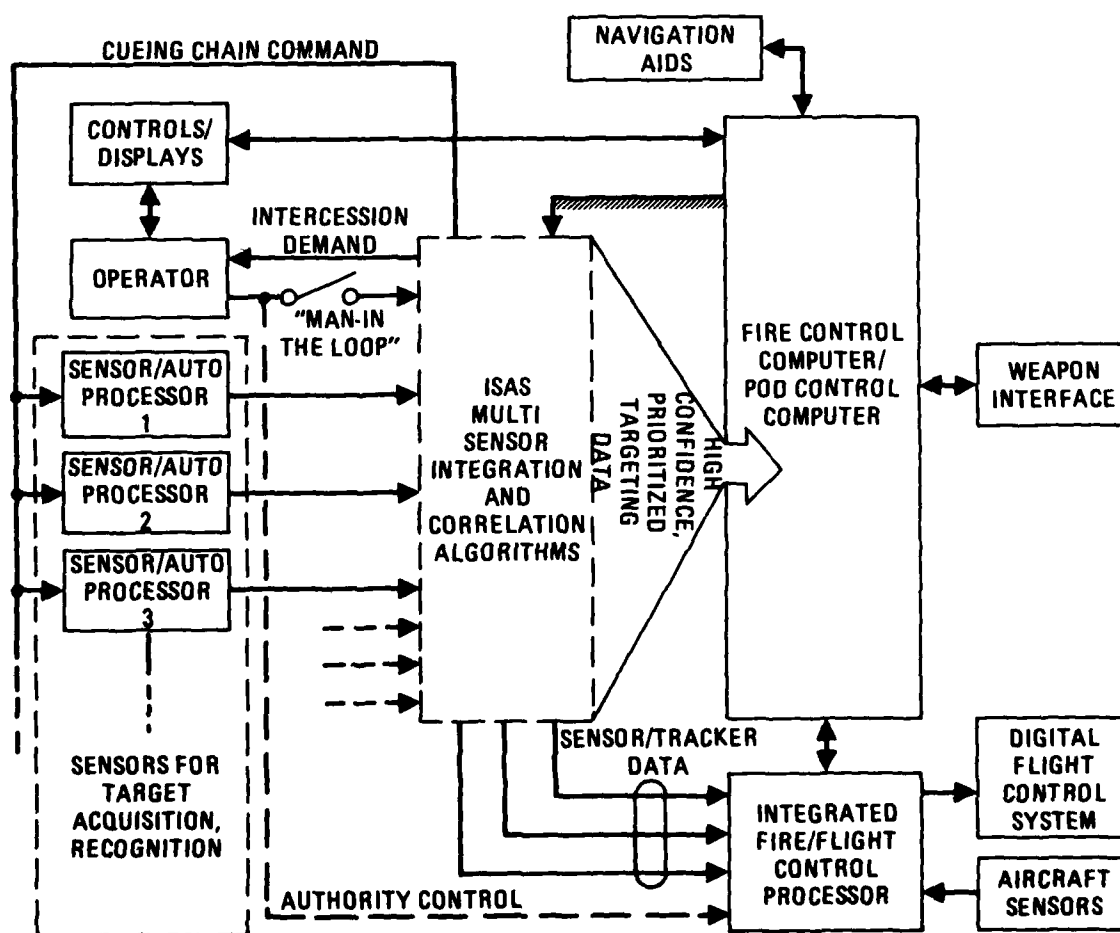 CUEING CHAIN COMMAND
NAVIGATION
AIDS
CONTROLS/
DISPLAYS
INTERCESSION
DEMAND
OPERATOR
"MAN-IN
THE LOOP"
SENSOR/AUTO
PROCESSOR
1
SENSOR/AUTO
PROCESSOR
2
SENSOR/AUTO
PROCESSOR
3
SENSORS FOR
TARGET
ACQUISITION,
RECOGNITION
ISAS
MULTI
SENSOR
INTEGRATION
AND
CORRELATION
ALGORITHMS
HIGH
CONFIDENCE,
PRIORITIZED
TARGETING
DATA
FIRE CONTROL
COMPUTER/
POD CONTROL
COMPUTER
WEAPON
INTERFACE
SENSOR/TRACKER
DATA
INTEGRATED
FIRE/FLIGHT
CONTROL
PROCESSOR
DIGITAL
FLIGHT
CONTROL
SYSTEM
AIRCRAFT
SENSORS
AUTHORITY CONTROL